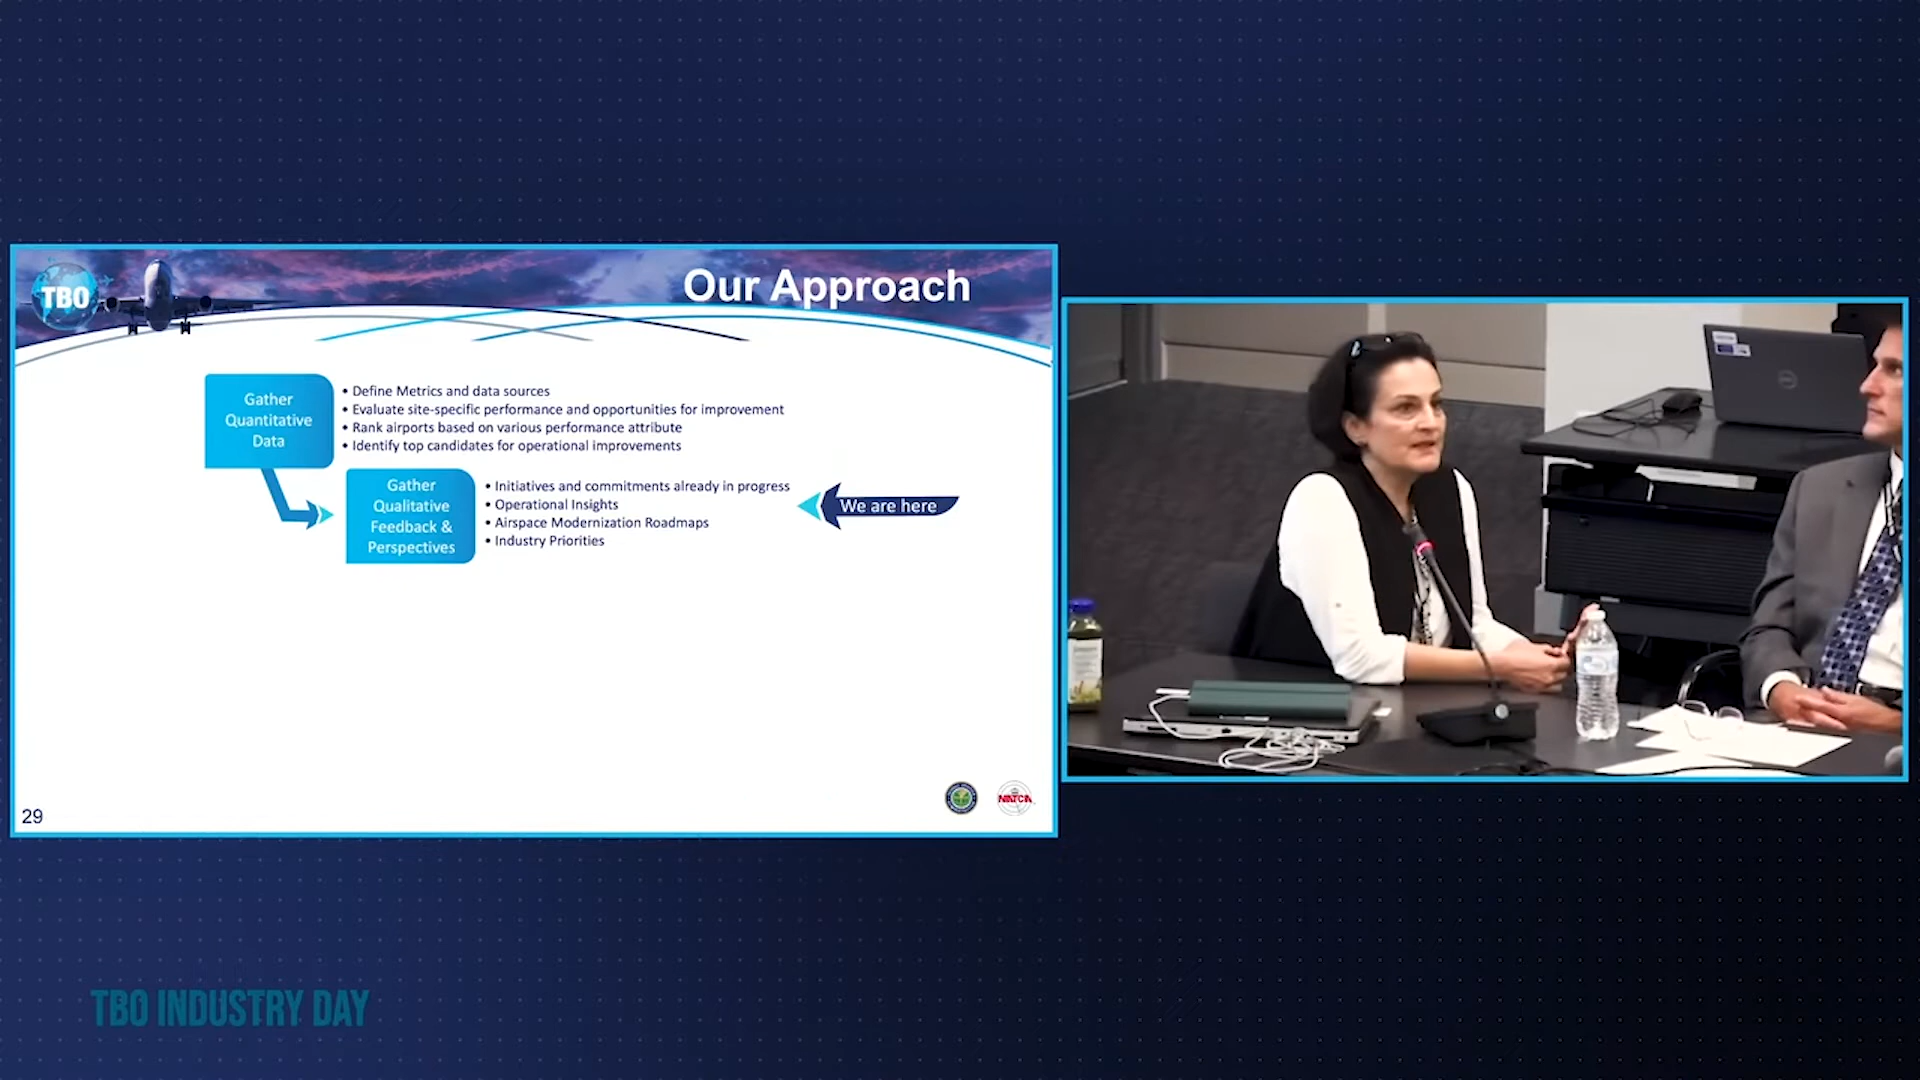 TBO
Our Approach
Gather
Quantitative
Data
• Define Metrics and data sources
• Evaluate site-specific performance and opportunities for improvement
• Rank airports based on various performance attribute
• Identify top candidates for operational improvements
Gather
Qualitative
Feedback &
Perspectives
• Initiatives and commitments already in progress
• Operational Insights
• Airspace Modernization Roadmaps
• Industry Priorities
We are here
NATCA
29
TBO INDUSTRY DAY